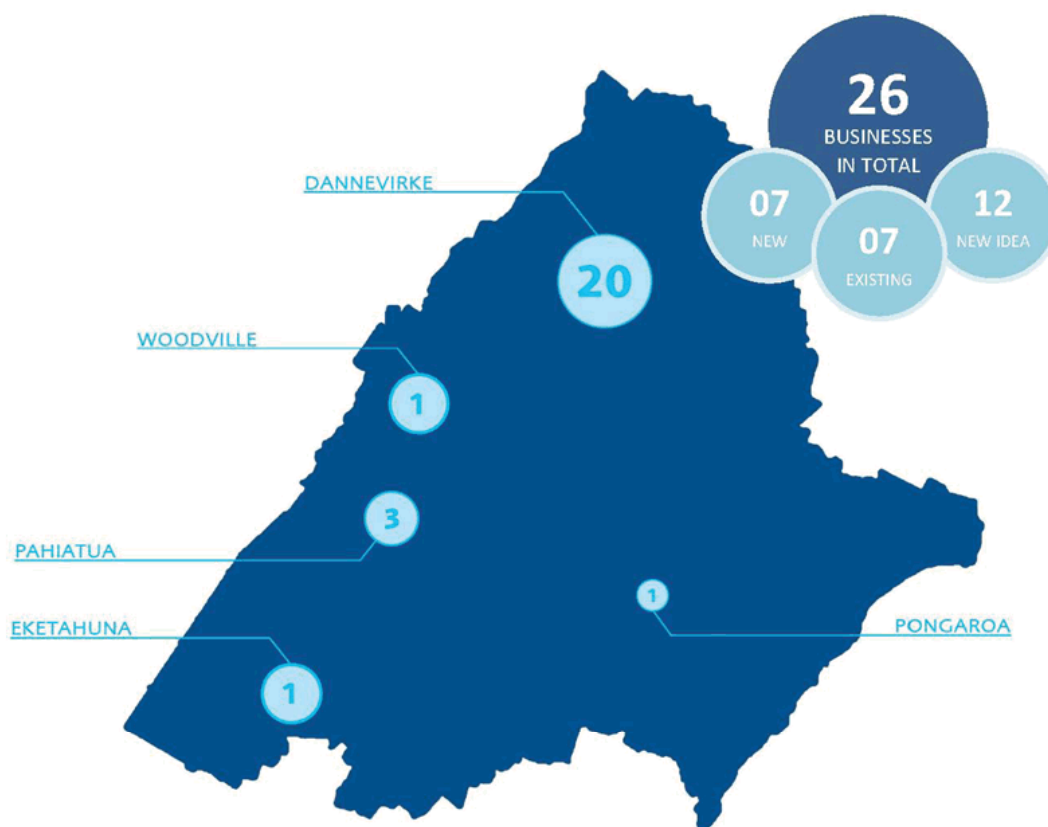 26
BUSINESSES
IN TOTAL
07
NEW
07
EXISTING
12
NEW IDEA
DANNEVIRKE
20
WOODVILLE
1
PAHIATUA
3
EKETAHUNA
1
PONGAROA
1